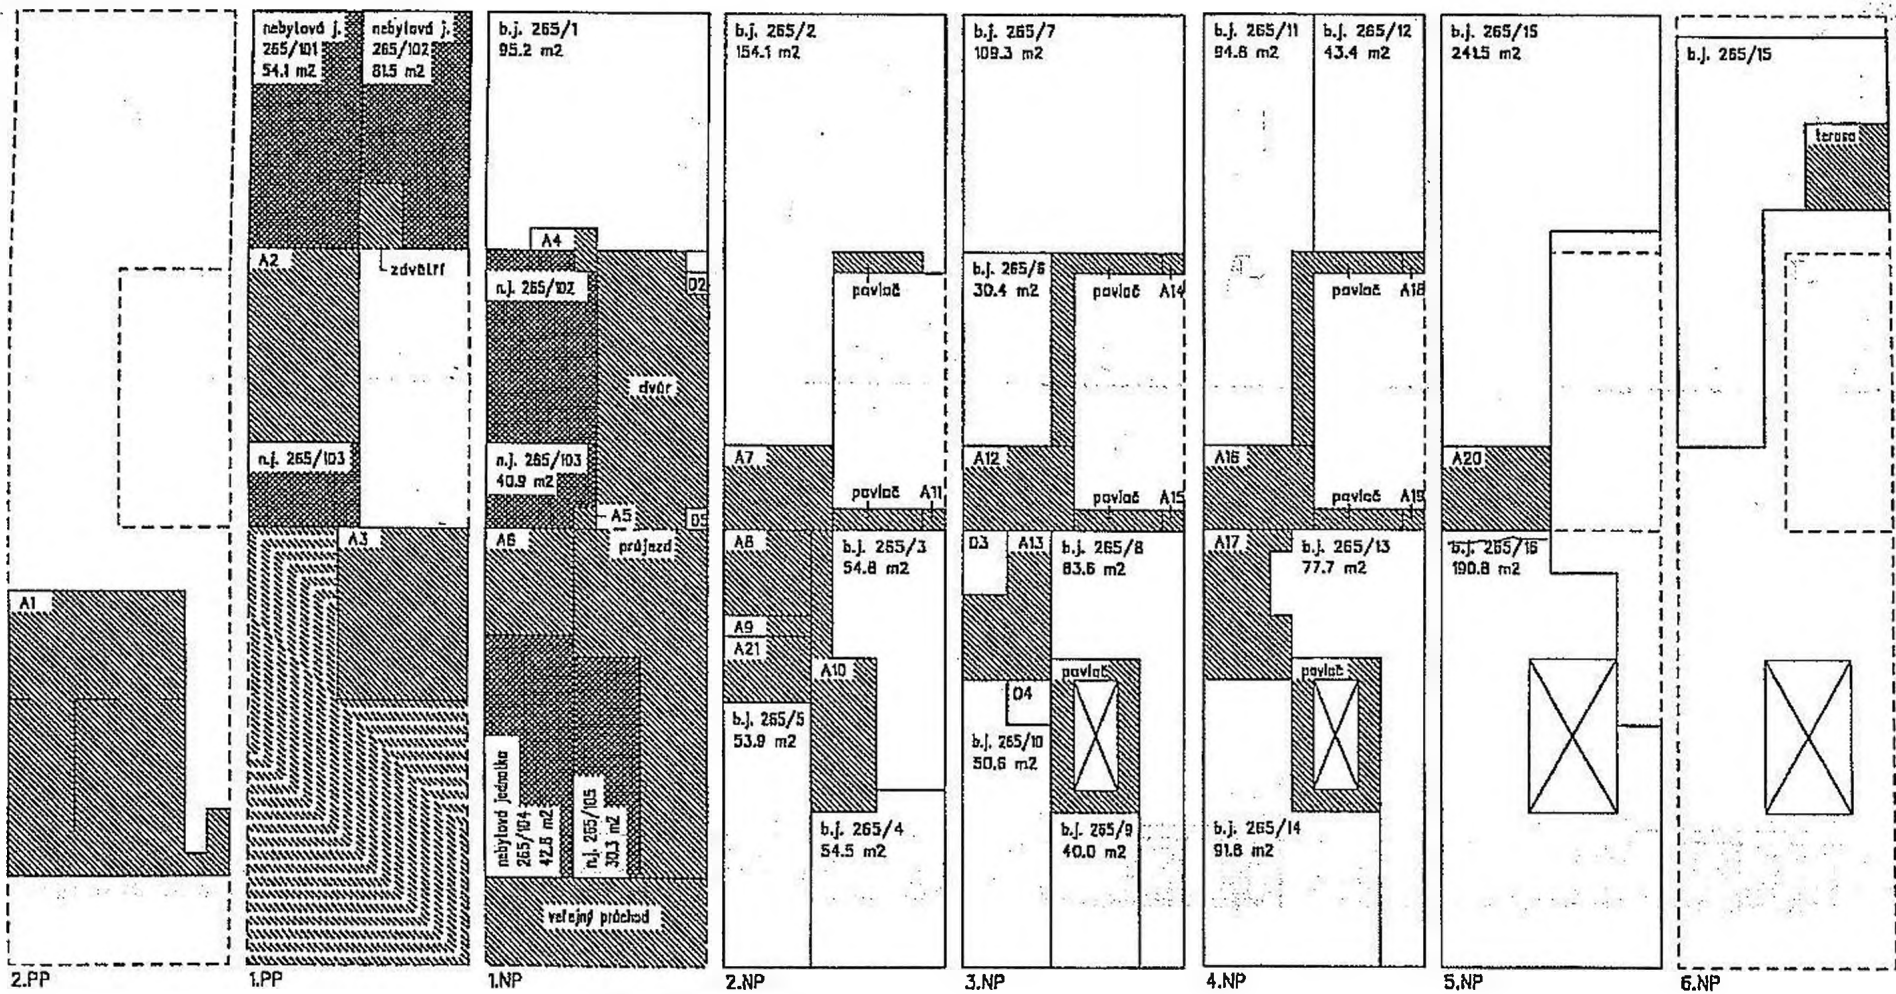 nebytová j.
265/101
54.1 m2
nebytová j.
265/102
81.5 m2
b.j. 265/1
95.2 m2
b.j. 265/2
154.1 m2
b.j. 265/7
109.3 m2
b.j. 265/11
94.8 m2
b.j. 265/12
43.4 m2
b.j. 265/15
241.5 m2
b.j. 265/15
terasa
A2
zdvětří
A4
n.j. 265/102
D2
dvůr
pavlač
b.j. 265/6
30.4 m2
pavlač A14
pavlač A18
n.j. 265/103
n.j. 265/103
40.9 m2
A5
D5
A7
pavlač A11
A12
pavlač A15
A16
pavlač A19
A20
A3
A6
průjezd
A8
b.j. 265/3
54.8 m2
D3
A13
b.j. 265/8
83.6 m2
A17
b.j. 265/13
77.7 m2
b.j. 265/16
190.8 m2
A1
A9
A21
A10
pavlač
pavlač
b.j. 265/5
53.9 m2
D4
b.j. 265/10
50.6 m2
nebytová jednotka
265/104
42.6 m2
n.j. 265/105
30.3 m2
b.j. 265/4
54.5 m2
b.j. 265/9
40.0 m2
b.j. 265/14
91.8 m2
veřejný průchod
2.PP
1.PP
1.NP
2.NP
3.NP
4.NP
5.NP
6.NP